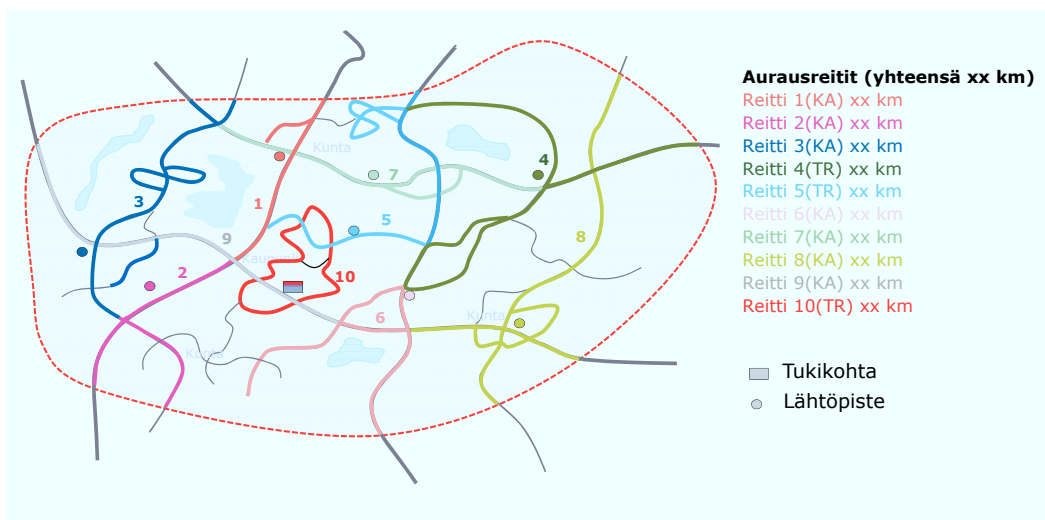 Aurausreitit (yhteensä xx km)
Reitti 1(KA) xx km
Reitti 2(KA) xx km
Reitti 3(KA) xx km
Reitti 4(TR) xx km
Reitti 5(TR) xx km
Reitti 6(KA) xx km
Reitti 7(KA) xx km
Reitti 8(KA) xx km
Reitti 9(KA) xx km
Reitti 10(TR) xx km
Tukikohta
Lähtöpiste
Kunta
4
7
3
1
5
9
8
2
10
6
Kunta
Kunta